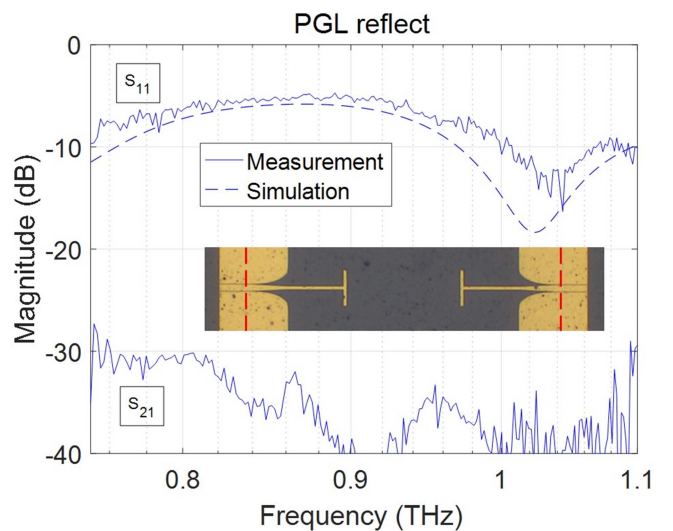 PGL reflect
0
S11
-10
Measurement
Simulation
-20
-30
S21
-40
0.8
0.9
1
1.1
Magnitude (dB)
Frequency (THz)